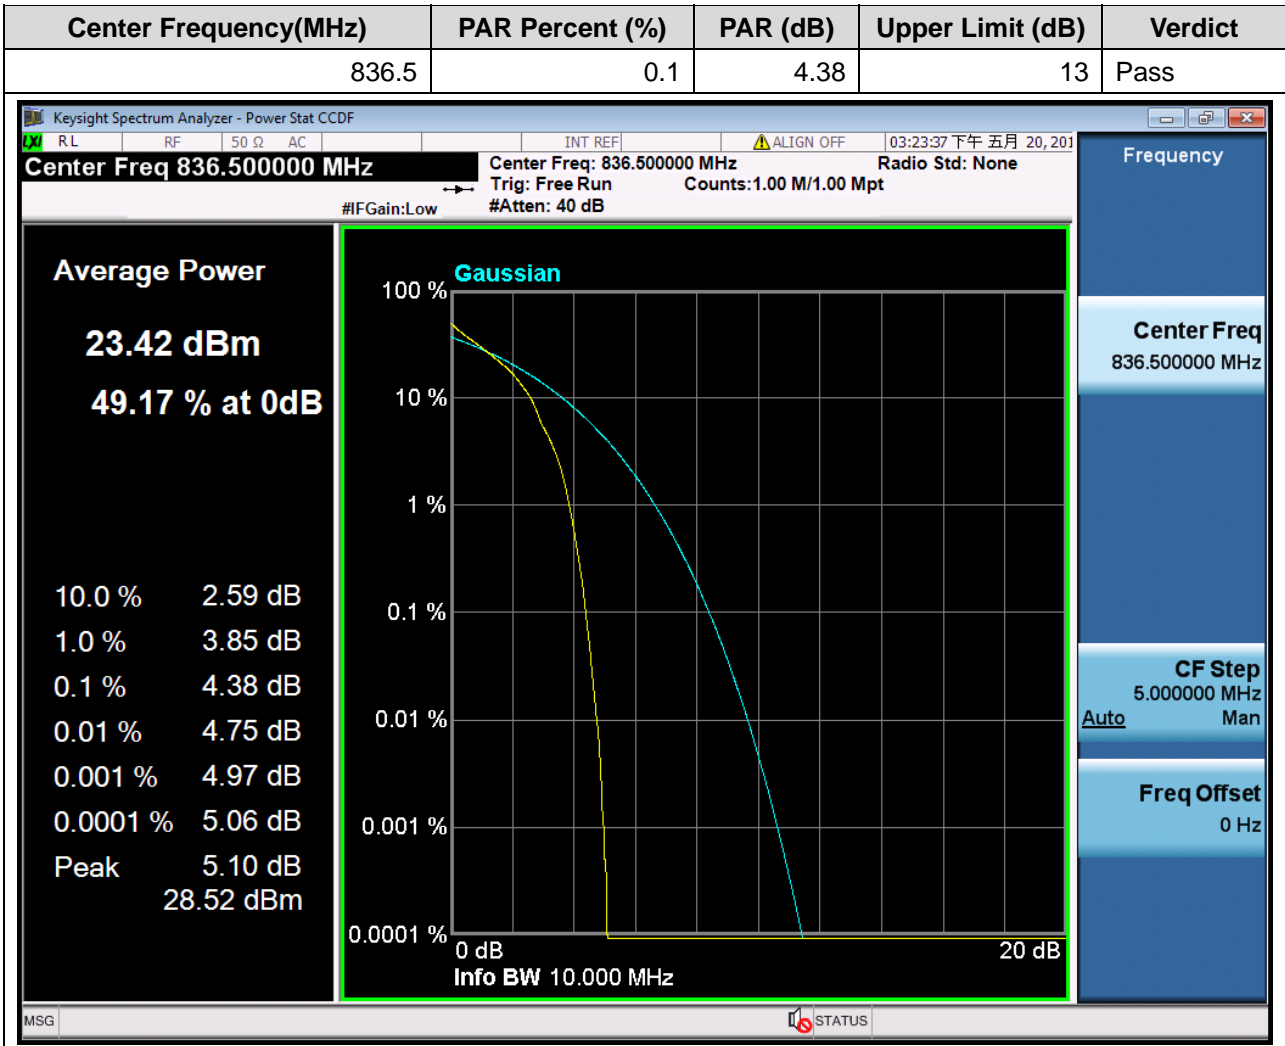 Center Frequency(MHz) PAR Percent (%) PAR (dB) Upper Limit (dB) Verdict
836.5 0.1 4.38 13 Pass
Keysight Spectrum Analyzer - Power Stat CCDF
LXI RL RF 50 Ω AC INT REF ALIGN OFF 03:23:37 下午 五月 20, 201
Center Freq 836.500000 MHz
Center Freq: 836.500000 MHz Radio Std: None
Trig: Free Run Counts:1.00 M/1.00 Mpt
#IFGain:Low #Atten: 40 dB
Frequency
Average Power
23.42 dBm
49.17 % at 0dB
10.0 % 2.59 dB
1.0 % 3.85 dB
0.1 % 4.38 dB
0.01 % 4.75 dB
0.001 % 4.97 dB
0.0001 % 5.06 dB
Peak 5.10 dB
28.52 dBm
Gaussian
100 %
10 %
1 %
0.1 %
0.01 %
0.001 %
0.0001 %
0 dB 20 dB
Info BW 10.000 MHz
Center Freq
836.500000 MHz
CF Step
5.000000 MHz
Auto Man
Freq Offset
0 Hz
MSG STATUS